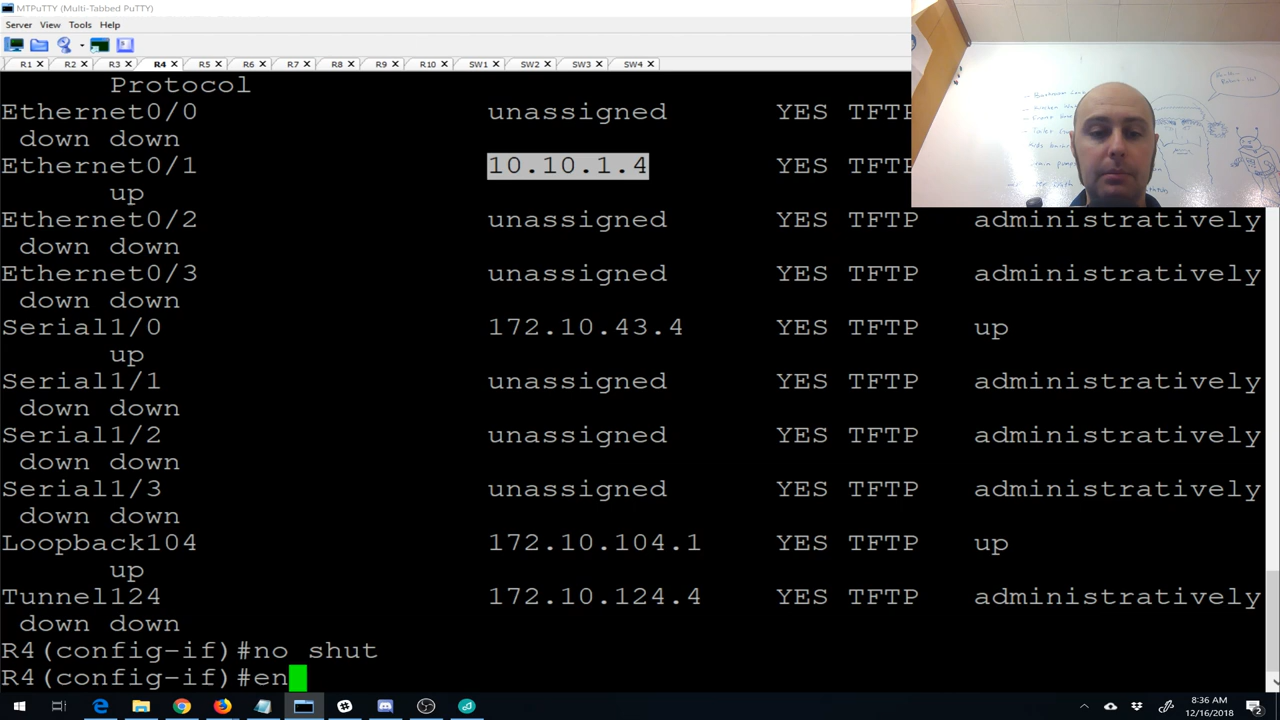 MTPuTTY (Multi-Tabbed PuTTY)
Server View Tools Help
R1 R2 R3 R4 R5 R6 R7 R8 R9 R10 SW1 SW2 SW3 SW4
Protocol
Ethernet0/0 unassigned YES TFTP
down down
Ethernet0/1 10.10.1.4 YES TFTP
up
Ethernet0/2 unassigned YES TFTP administratively
down down
Ethernet0/3 unassigned YES TFTP administratively
down down
Serial1/0 172.10.43.4 YES TFTP up
up
Serial1/1 unassigned YES TFTP administratively
down down
Serial1/2 unassigned YES TFTP administratively
down down
Serial1/3 unassigned YES TFTP administratively
down down
Loopback104 172.10.104.1 YES TFTP up
up
Tunnel124 172.10.124.4 YES TFTP administratively
down down
R4(config-if)#no shut
R4(config-if)#en
8:36 AM
12/16/2018
2